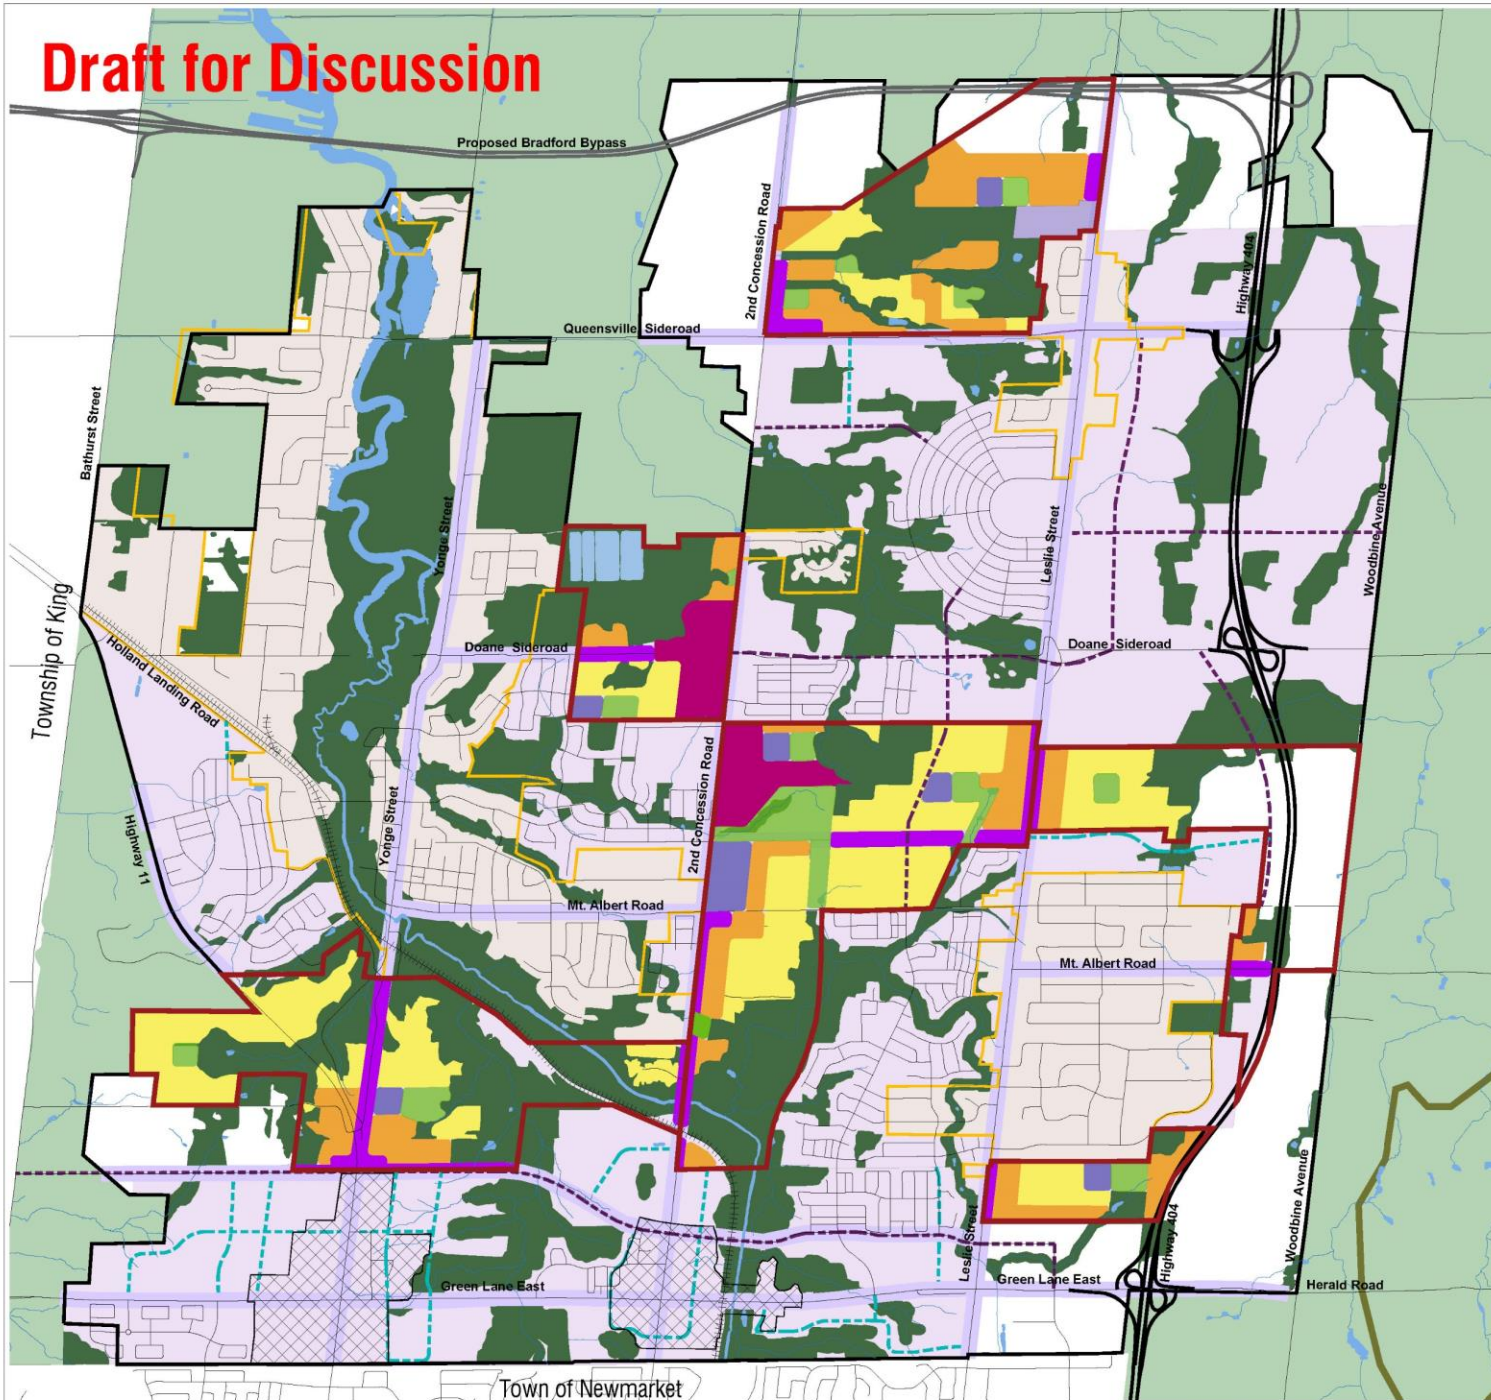 Draft for Discussion
Proposed Bradford Bypass
2nd Concession Road
Highway 404
Queensville Sideroad
Bathurst Street
Yonge Street
Leslie Street
Woodbine Avenue
Township of King
Holland Landing Road
Doane Sideroad
Doane Sideroad
2nd Concession Road
Yonge Street
Highway 11
Mt. Albert Road
Mt. Albert Road
Leslie Street
Highway 404
Woodbine Avenue
Green Lane East
Green Lane East
Herald Road
Town of Newmarket